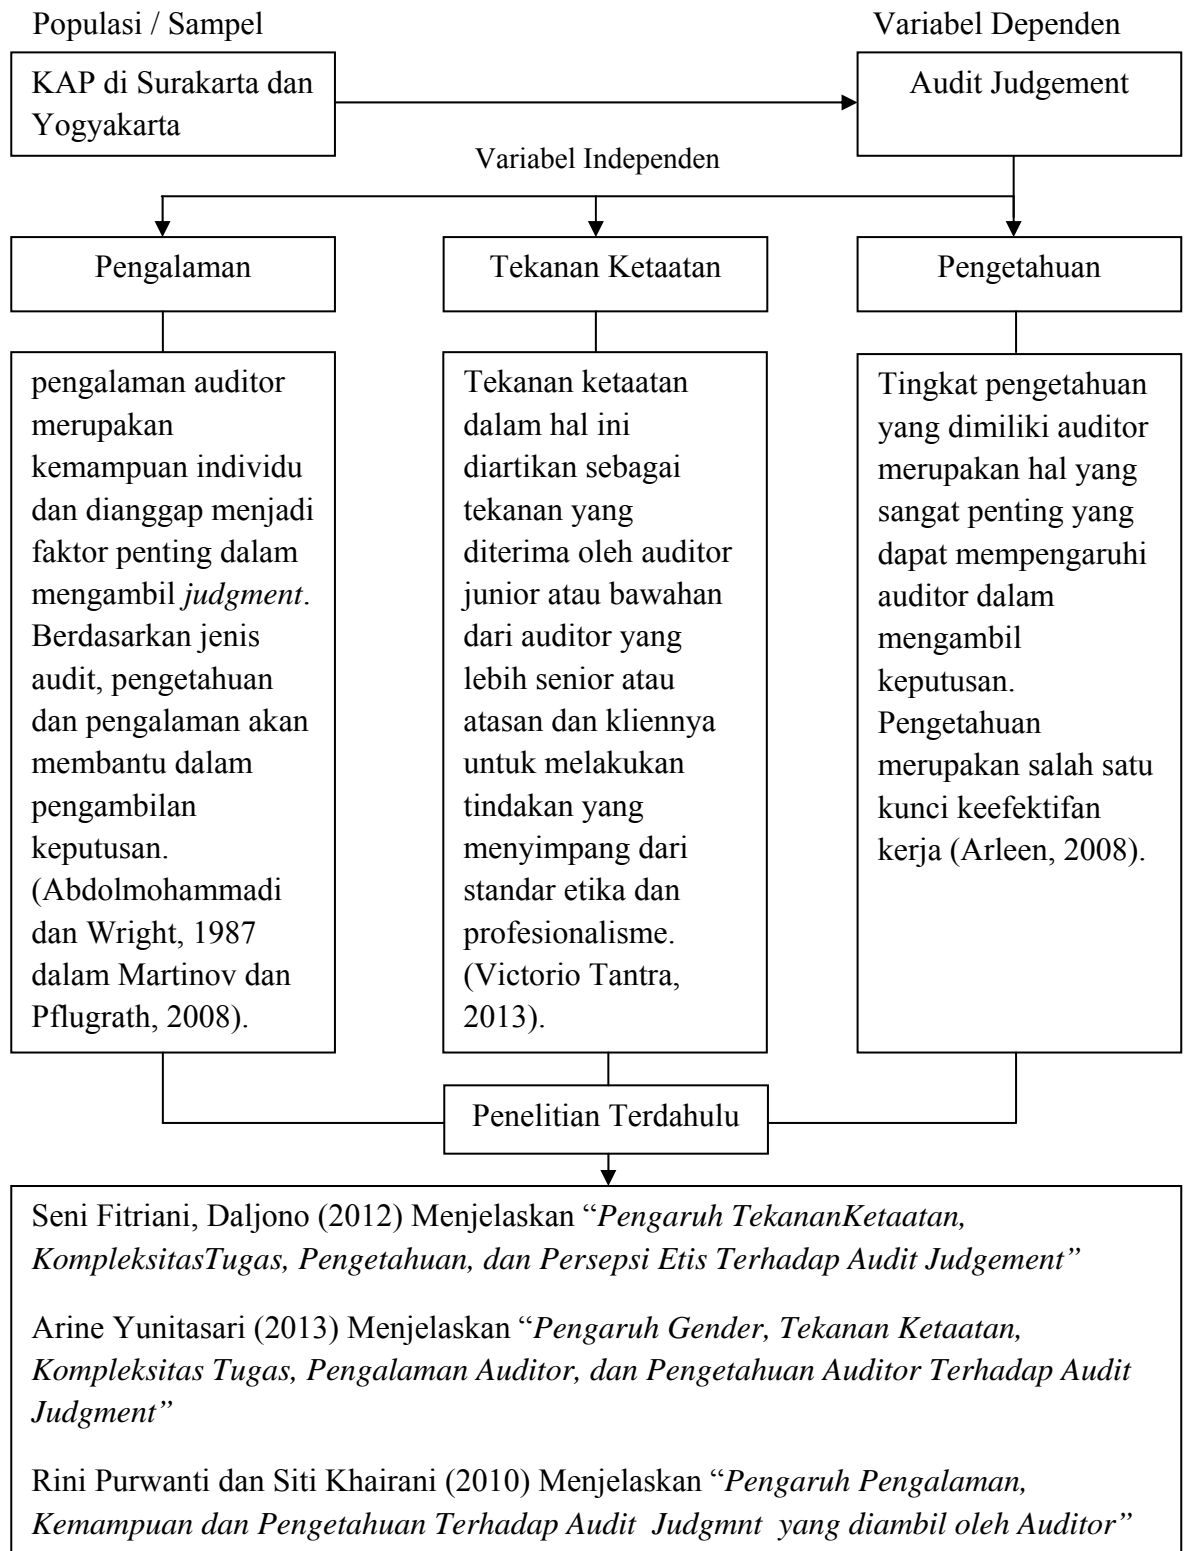 Populasi / Sampel
Variabel Dependen
KAP di Surakarta dan
Yogyakarta
Audit Judgement
Variabel Independen
Pengalaman
Tekanan Ketaatan
Pengetahuan
pengalaman auditor
merupakan
kemampuan individu
dan dianggap menjadi
faktor penting dalam
mengambil judgment.
Berdasarkan jenis
audit, pengetahuan
dan pengalaman akan
membantu dalam
pengambilan
keputusan.
(Abdolmohammadi
dan Wright, 1987
dalam Martinov dan
Pflugrath, 2008).
Tekanan ketaatan
dalam hal ini
diartikan sebagai
tekanan yang
diterima oleh auditor
junior atau bawahan
dari auditor yang
lebih senior atau
atasan dan kliennya
untuk melakukan
tindakan yang
menyimpang dari
standar etika dan
profesionalisme.
(Victorio Tantra,
2013).
Tingkat pengetahuan
yang dimiliki auditor
merupakan hal yang
sangat penting yang
dapat mempengaruhi
auditor dalam
mengambil
keputusan.
Pengetahuan
merupakan salah satu
kunci keefektifan
kerja (Arleen, 2008).
Penelitian Terdahulu
Seni Fitriani, Daljono (2012) Menjelaskan “Pengaruh TekananKetaatan,
KompleksitasTugas, Pengetahuan, dan Persepsi Etis Terhadap Audit Judgement”
Arine Yunitasari (2013) Menjelaskan “Pengaruh Gender, Tekanan Ketaatan,
Kompleksitas Tugas, Pengalaman Auditor, dan Pengetahuan Auditor Terhadap Audit
Judgment”
Rini Purwanti dan Siti Khairani (2010) Menjelaskan “Pengaruh Pengalaman,
Kemampuan dan Pengetahuan Terhadap Audit Judgmnt yang diambil oleh Auditor”